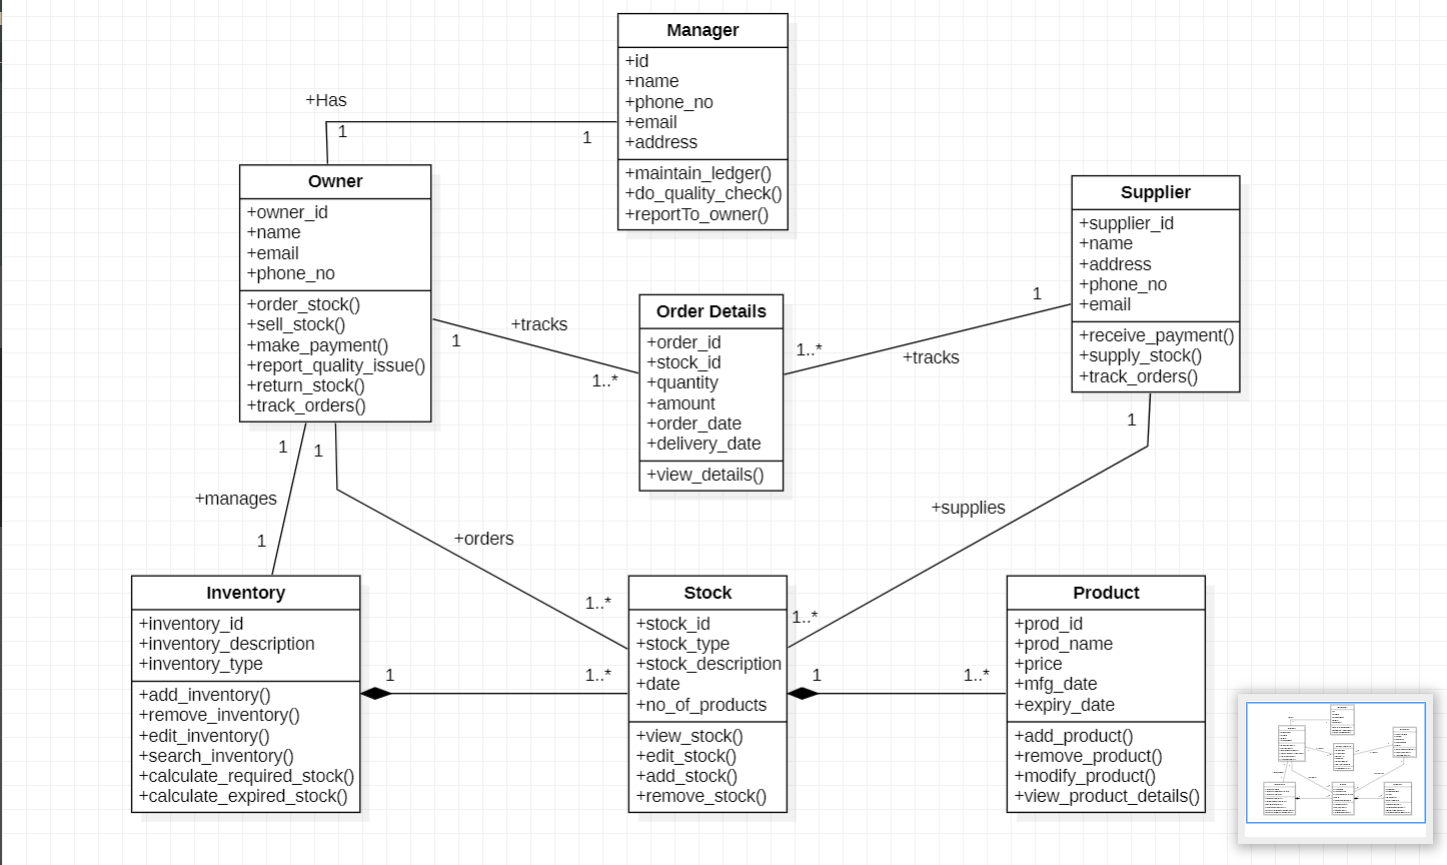 Manager
+id
+name
+phone_no
+email
+address
+maintain_ledger()
+do_quality_check()
+reportTo_owner()
+Has
1
1
Owner
+owner_id
+name
+email
+phone_no
+order_stock()
+sell_stock()
+make_payment()
+report_quality_issue()
+return_stock()
+track_orders()
Supplier
+supplier_id
+name
+address
+phone_no
+email
+receive_payment()
+supply_stock()
+track_orders()
Order Details
+order_id
+stock_id
+quantity
+amount
+order_date
+delivery_date
+view_details()
+tracks
1
1..*
1
1..*
+tracks
1
1
+manages
1
+orders
1..*
1
+supplies
1..*
Inventory
+inventory_id
+inventory_description
+inventory_type
+add_inventory()
+remove_inventory()
+edit_inventory()
+search_inventory()
+calculate_required_stock()
+calculate_expired_stock()
1
1..*
Stock
+stock_id
+stock_type
+stock_description
+date
+no_of_products
+view_stock()
+edit_stock()
+add_stock()
+remove_stock()
1
1..*
Product
+prod_id
+prod_name
+price
+mfg_date
+expiry_date
+add_product()
+remove_product()
+modify_product()
+view_product_details()